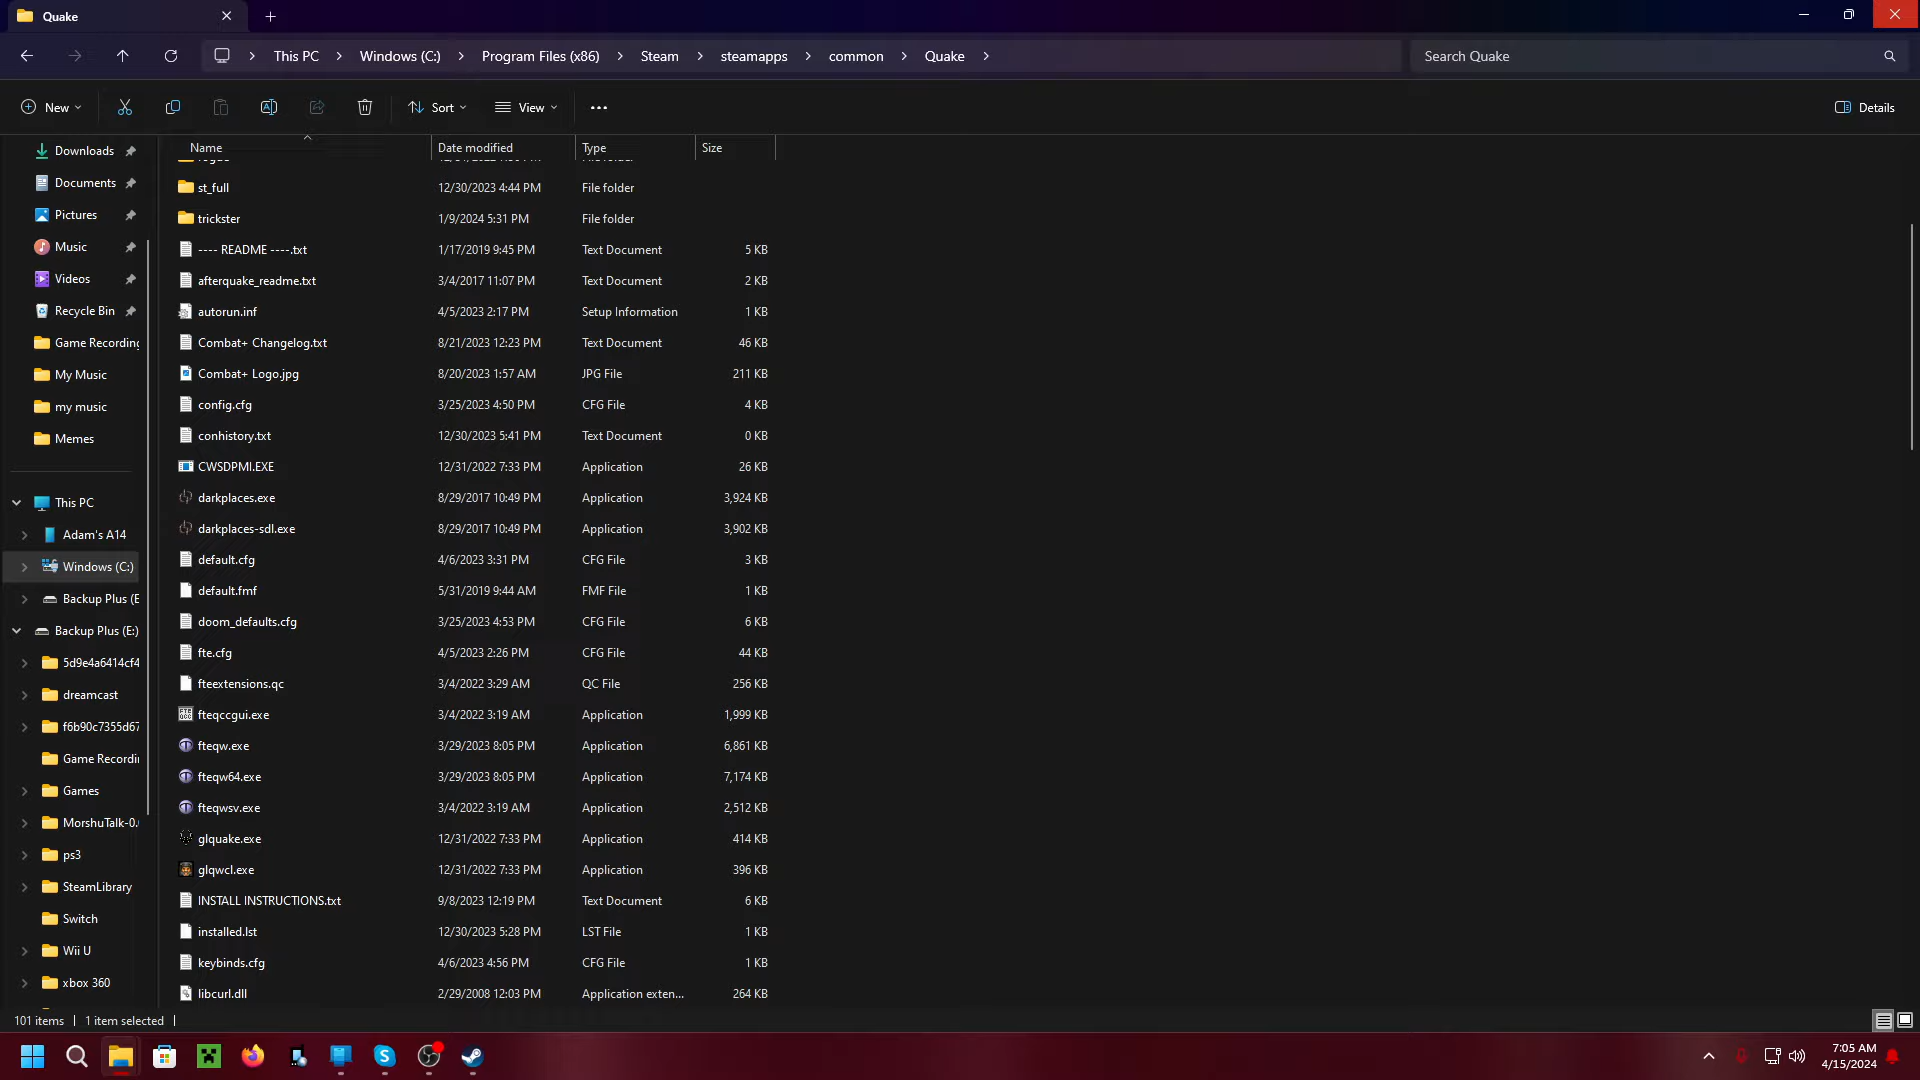 Quake
This PC
Windows (C:)
Program Files (x86)
Steam
steamapps
common
Quake
Search Quake
New
Sort
View
Details
Name
Date modified
Type
Size
Downloads
Documents
Pictures
Music
Videos
Recycle Bin
Game Recording
My Music
my music
Memes
This PC
Adam's A14
Windows (C:)
Backup Plus (E
Backup Plus (E:)
5d9e4a6414cf4
dreamcast
f6b90c7355d67
Game Recordin
Games
MorshuTalk-0.
ps3
SteamLibrary
Switch
Wii U
xbox 360
st_full 12/30/2023 4:44 PM File folder
trickster 1/9/2024 5:31 PM File folder
---- README ----.txt 1/17/2019 9:45 PM Text Document 5 KB
afterquake_readme.txt 3/4/2017 11:07 PM Text Document 2 KB
autorun.inf 4/5/2023 2:17 PM Setup Information 1 KB
Combat+ Changelog.txt 8/21/2023 12:23 PM Text Document 46 KB
Combat+ Logo.jpg 8/20/2023 1:57 AM JPG File 211 KB
config.cfg 3/25/2023 4:50 PM CFG File 4 KB
conhistory.txt 12/30/2023 5:41 PM Text Document 0 KB
CWSDPMI.EXE 12/31/2022 7:33 PM Application 26 KB
darkplaces.exe 8/29/2017 10:49 PM Application 3,924 KB
darkplaces-sdl.exe 8/29/2017 10:49 PM Application 3,902 KB
default.cfg 4/6/2023 3:31 PM CFG File 3 KB
default.fmf 5/31/2019 9:44 AM FMF File 1 KB
doom_defaults.cfg 3/25/2023 4:53 PM CFG File 6 KB
fte.cfg 4/5/2023 2:26 PM CFG File 44 KB
fteextensions.qc 3/4/2022 3:29 AM QC File 256 KB
fteqccgui.exe 3/4/2022 3:19 AM Application 1,999 KB
fteqw.exe 3/29/2023 8:05 PM Application 6,861 KB
fteqw64.exe 3/29/2023 8:05 PM Application 7,174 KB
fteqwsv.exe 3/4/2022 3:19 AM Application 2,512 KB
glquake.exe 12/31/2022 7:33 PM Application 414 KB
glqwcl.exe 12/31/2022 7:33 PM Application 396 KB
INSTALL INSTRUCTIONS.txt 9/8/2023 12:19 PM Text Document 6 KB
installed.lst 12/30/2023 5:28 PM LST File 1 KB
keybinds.cfg 4/6/2023 4:56 PM CFG File 1 KB
libcurl.dll 2/29/2008 12:03 PM Application exten... 264 KB
101 items
1 item selected
7:05 AM
4/15/2024